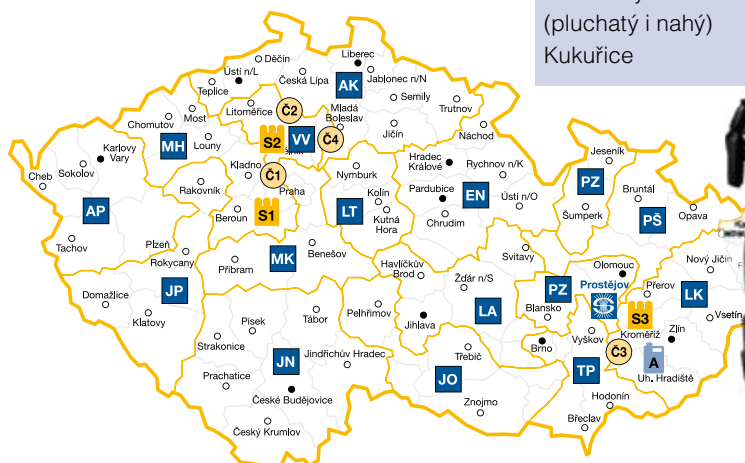 (pluchatý i nahý)
Kukuřice
Děčín
Liberec
Ústí n/L
Česká Lípa
AK
Jablonec n/N
Teplice
Semily
Litoměřice
Č2
Mladá
Boleslav
Trutnov
Most
Chomutov
MH
Louny
S2
VV
Č4
Jičín
Náchod
Karlovy
Vary
Sokolov
Cheb
Kladno
Č1
Praha
Nymburk
Hradec
Králové
Rychnov n/K
Jeseník
PZ
Bruntál
Rakovník
AP
Beroun
S1
LT
Kolín
Kutná
Hora
Pardubice
EN
Ústí n/O
Chrudim
Šumperk
PŠ
Opava
Tachov
Plzeň
Rokycany
MK
Benešov
Příbram
Havlíčkův
Brod
Svitavy
Olomouc
Nový Jičín
JP
Domažlice
Klatovy
Žďár n/S
PZ
Prostějov
Přerov
LK
Písek
Tábor
Pelhřimov
LA
Blansko
S3
Vsetín
Strakonice
Jihlava
Kroměříž
Zlín
JN
Jindřichův Hradec
Třebíč
Brno
Vyškov
Č3
Prachatice
JO
TP
A
Uh. Hradiště
České Budějovice
Znojmo
Hodonín
Český Krumlov
Břeclav